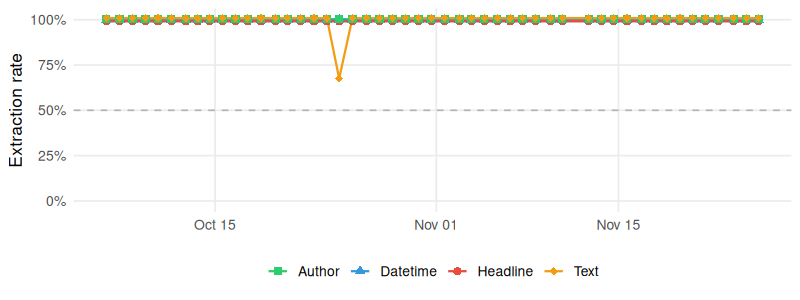 Extraction rate
100%
75%
50%
25%
0%
Oct 15 Nov 01 Nov 15
Author Datetime Headline Text